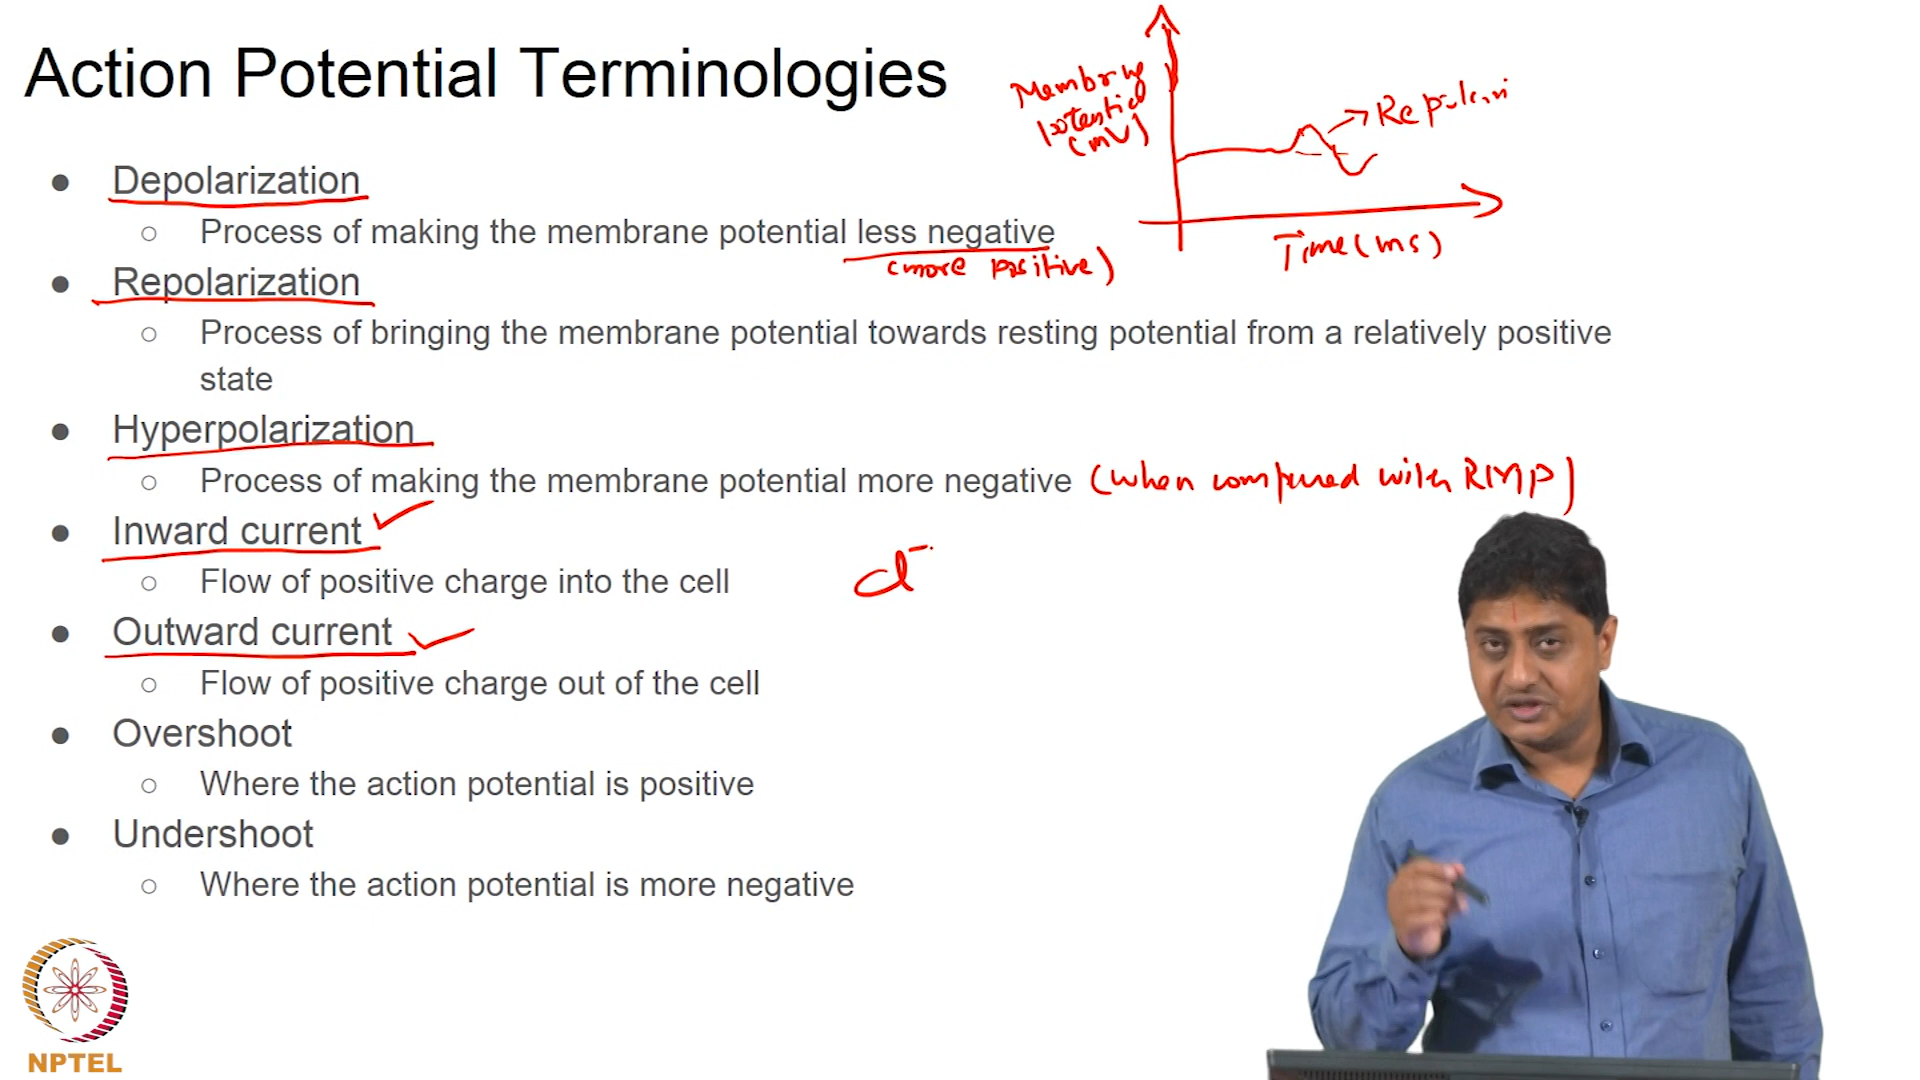 Action Potential Terminologies
Membrane
potential
(mV)
Time (ms)
● Depolarization
○ Process of making the membrane potential less negative
(more positive)
● Repolarization
○ Process of bringing the membrane potential towards resting potential from a relatively positive
state
● Hyperpolarization
○ Process of making the membrane potential more negative (when compared with RMP)
● Inward current
○ Flow of positive charge into the cell
Cl⁻
● Outward current
○ Flow of positive charge out of the cell
● Overshoot
○ Where the action potential is positive
● Undershoot
○ Where the action potential is more negative
NPTEL